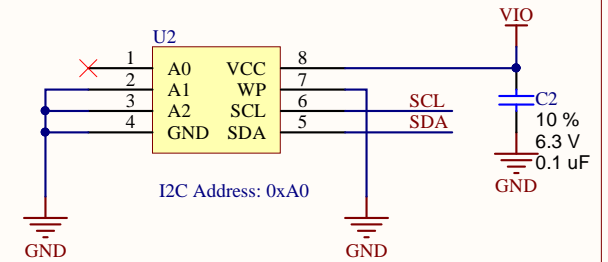 VIO
U2
1 A0 VCC 8
2 A1 WP 7
3 A2 SCL 6 SCL
4 GND SDA 5 SDA
C2
10 %
6.3 V
0.1 uF
I2C Address: 0xA0
GND
GND
GND